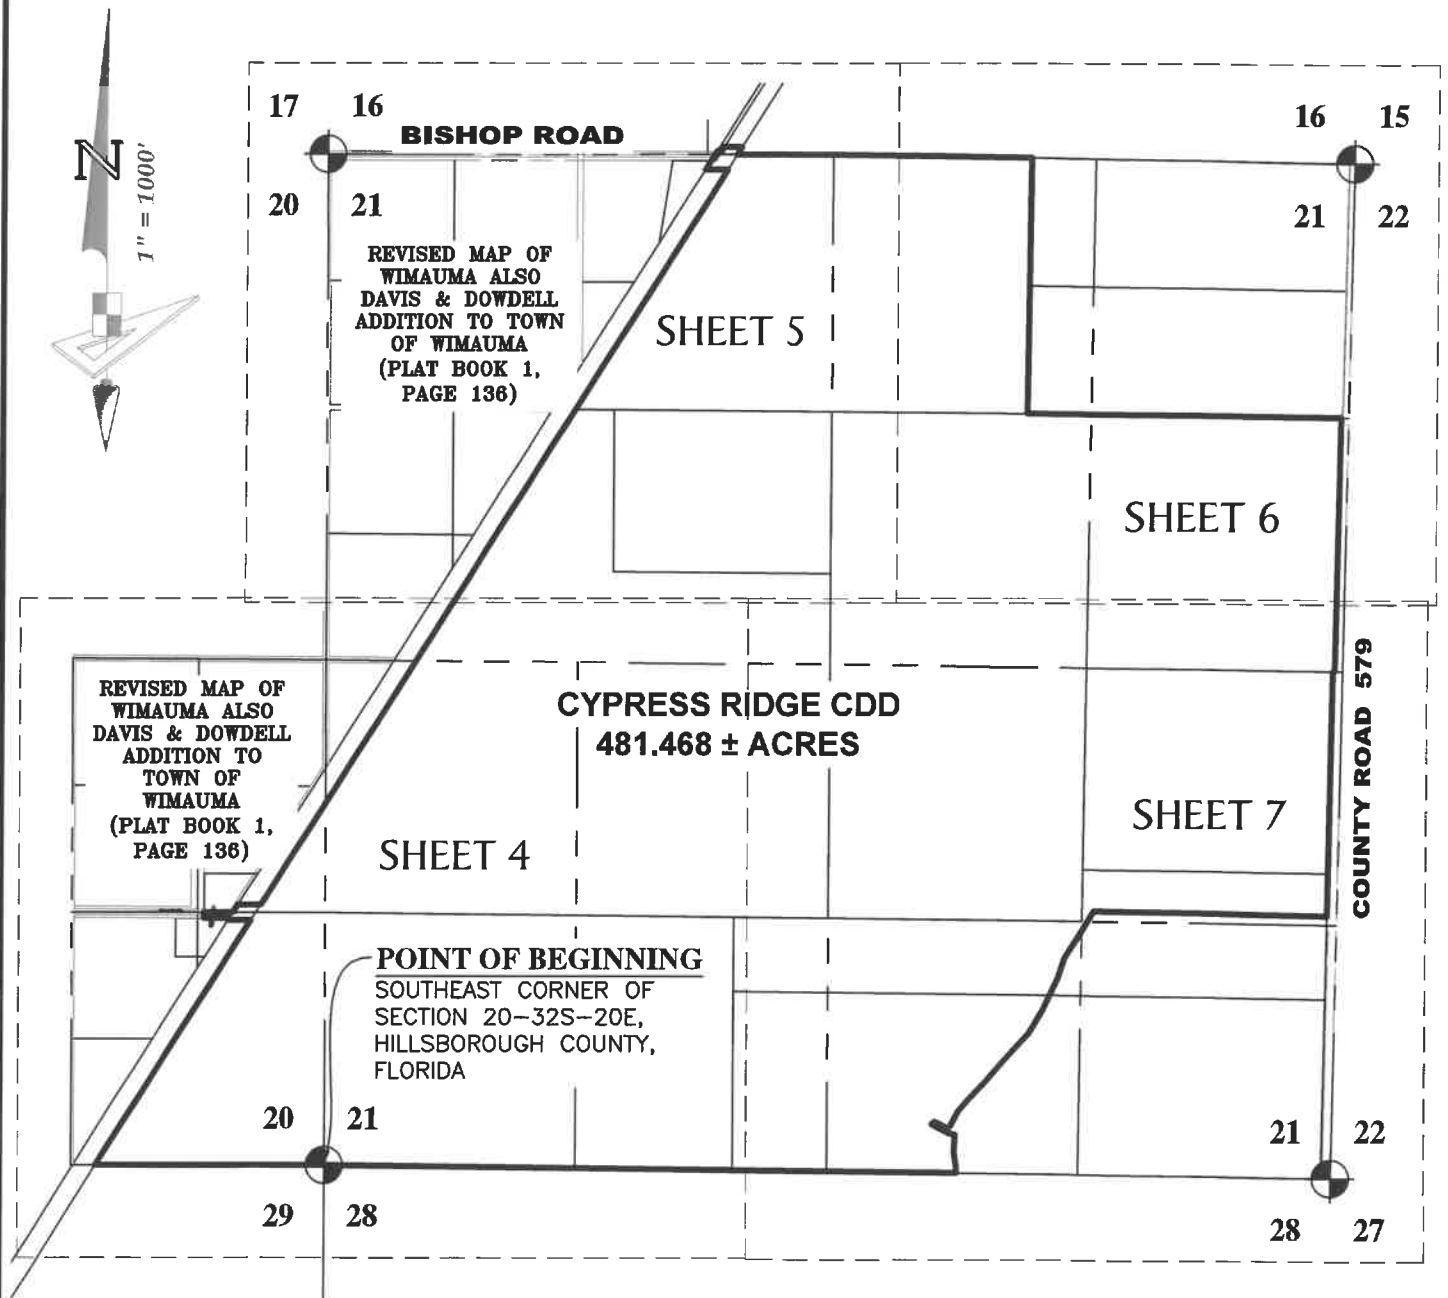 17 16
BISHOP ROAD
16 15
20 21
21 22
N
1" = 1000'
REVISED MAP OF
WIMAUMA ALSO
DAVIS & DOWDELL
ADDITION TO TOWN
OF WIMAUMA
(PLAT BOOK 1,
PAGE 136)
SHEET 5
SHEET 6
REVISED MAP OF
WIMAUMA ALSO
DAVIS & DOWDELL
ADDITION TO
TOWN OF
WIMAUMA
(PLAT BOOK 1,
PAGE 136)
CYPRESS RIDGE CDD
481.468 ± ACRES
COUNTY ROAD 579
SHEET 7
SHEET 4
POINT OF BEGINNING
SOUTHEAST CORNER OF
SECTION 20-32S-20E,
HILLSBOROUGH COUNTY,
FLORIDA
20 21
21 22
29 28
28 27